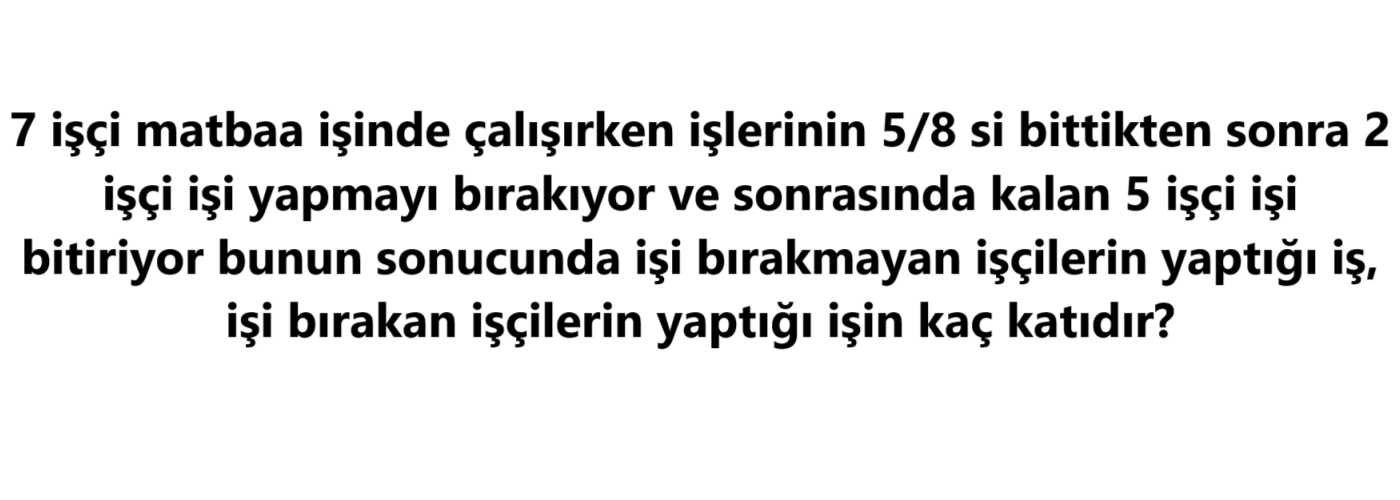 7 işçi matbaa işinde çalışırken işlerinin 5/8 si bittikten sonra 2
işçi işi yapmayı bırakıyor ve sonrasında kalan 5 işçi işi
bitiriyor bunun sonucunda işi bırakmayan işçilerin yaptığı iş,
işi bırakan işçilerin yaptığı işin kaç katıdır?